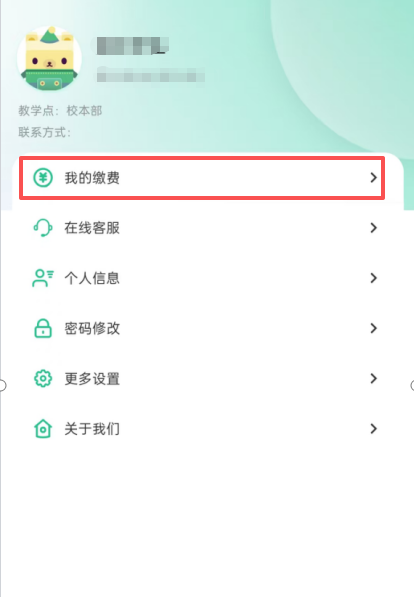 教学点：校本部
联系方式：
我的缴费
在线客服
个人信息
密码修改
更多设置
关于我们